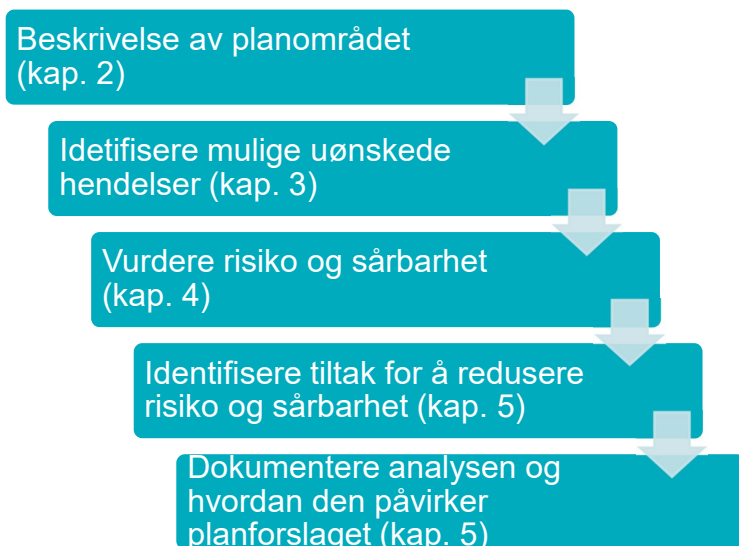 Beskrivelse av planområdet
(kap. 2)
Idetifisere mulige uønskede
hendelser (kap. 3)
Vurdere risiko og sårbarhet
(kap. 4)
Identifisere tiltak for å redusere
risiko og sårbarhet (kap. 5)
Dokumentere analysen og
hvordan den påvirker
planforslaget (kap. 5)